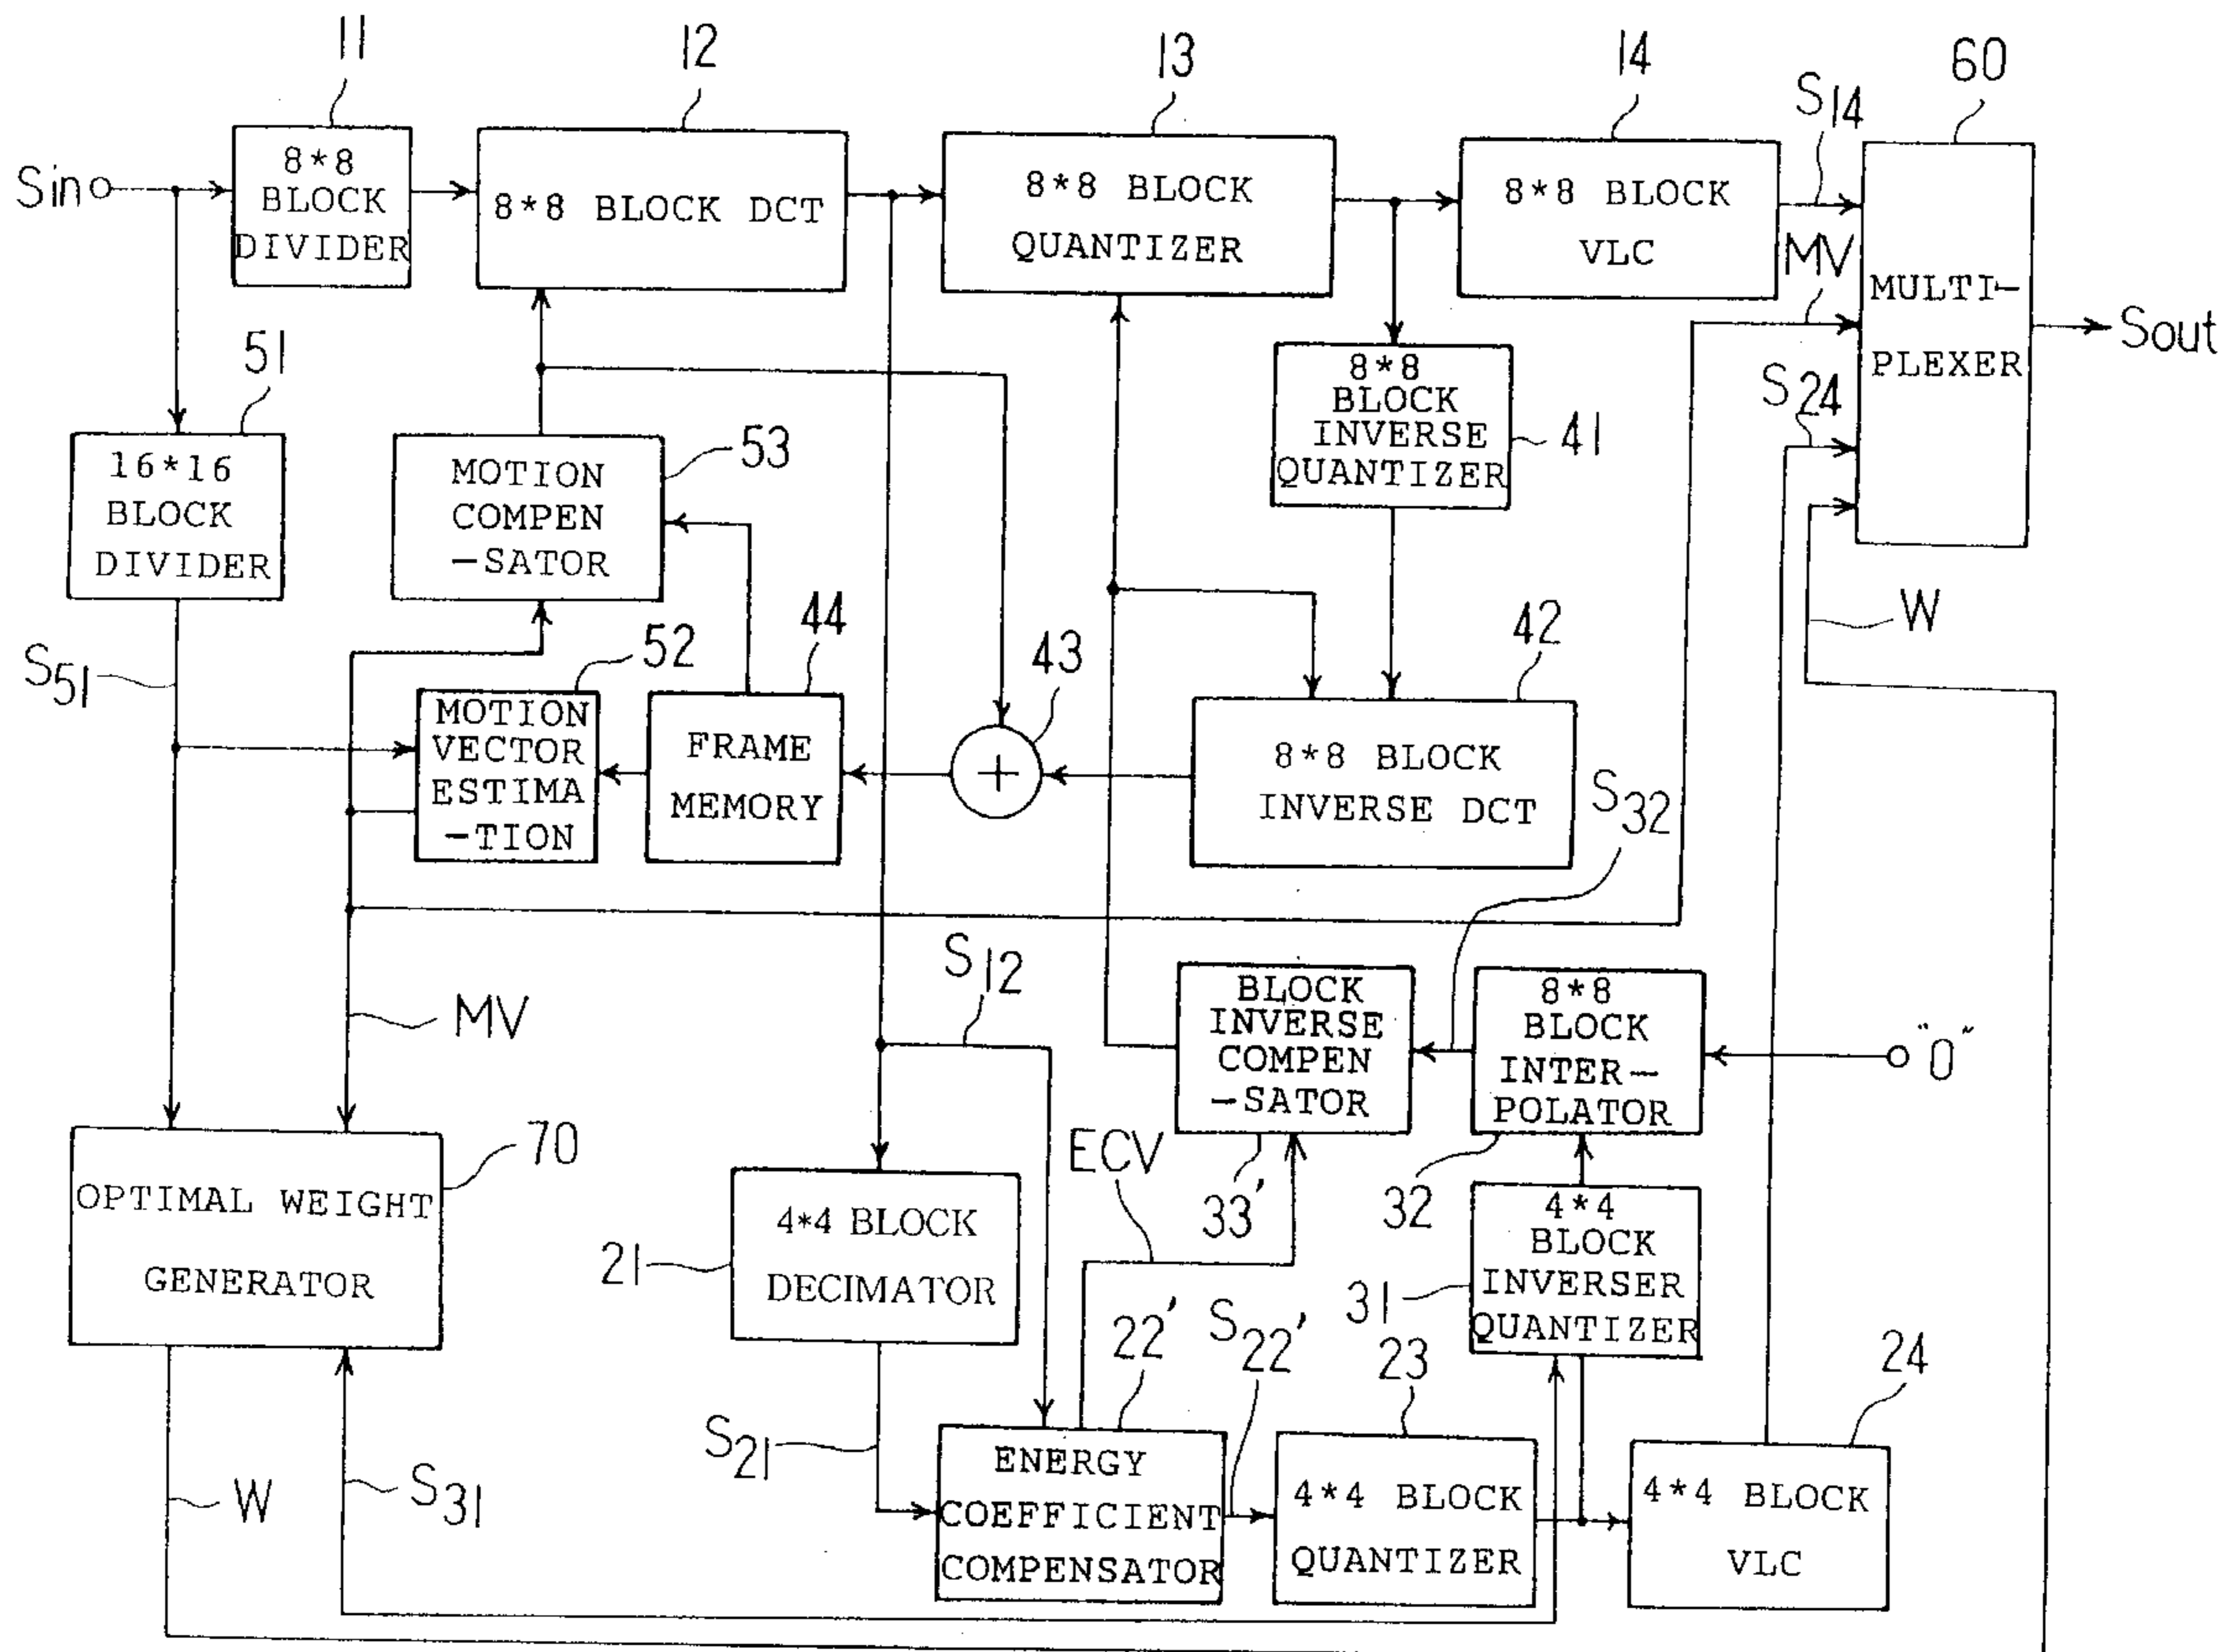 11
12
13
14
60
Sin
8*8
BLOCK
DIVIDER
8*8 BLOCK DCT
8*8 BLOCK
QUANTIZER
8*8 BLOCK
VLC
S14
MV
MULTI-
PLEXER
Sout
S24
W
51
16*16
BLOCK
DIVIDER
53
MOTION
COMPEN
-SATOR
8*8
BLOCK
INVERSE
QUANTIZER
41
S51
52
MOTION
VECTOR
ESTIMA
-TION
44
FRAME
MEMORY
43
+
42
8*8 BLOCK
INVERSE DCT
S32
MV
S12
BLOCK
INVERSE
COMPEN
-SATOR
33'
8*8
BLOCK
INTER-
POLATOR
32
"0"
70
OPTIMAL WEIGHT
GENERATOR
21
4*4 BLOCK
DECIMATOR
ECV
31
4*4
BLOCK
INVERSER
QUANTIZER
W
S31
S21
22'
ENERGY
COEFFICIENT
COMPENSATOR
S22'
23
4*4 BLOCK
QUANTIZER
24
4*4 BLOCK
VLC